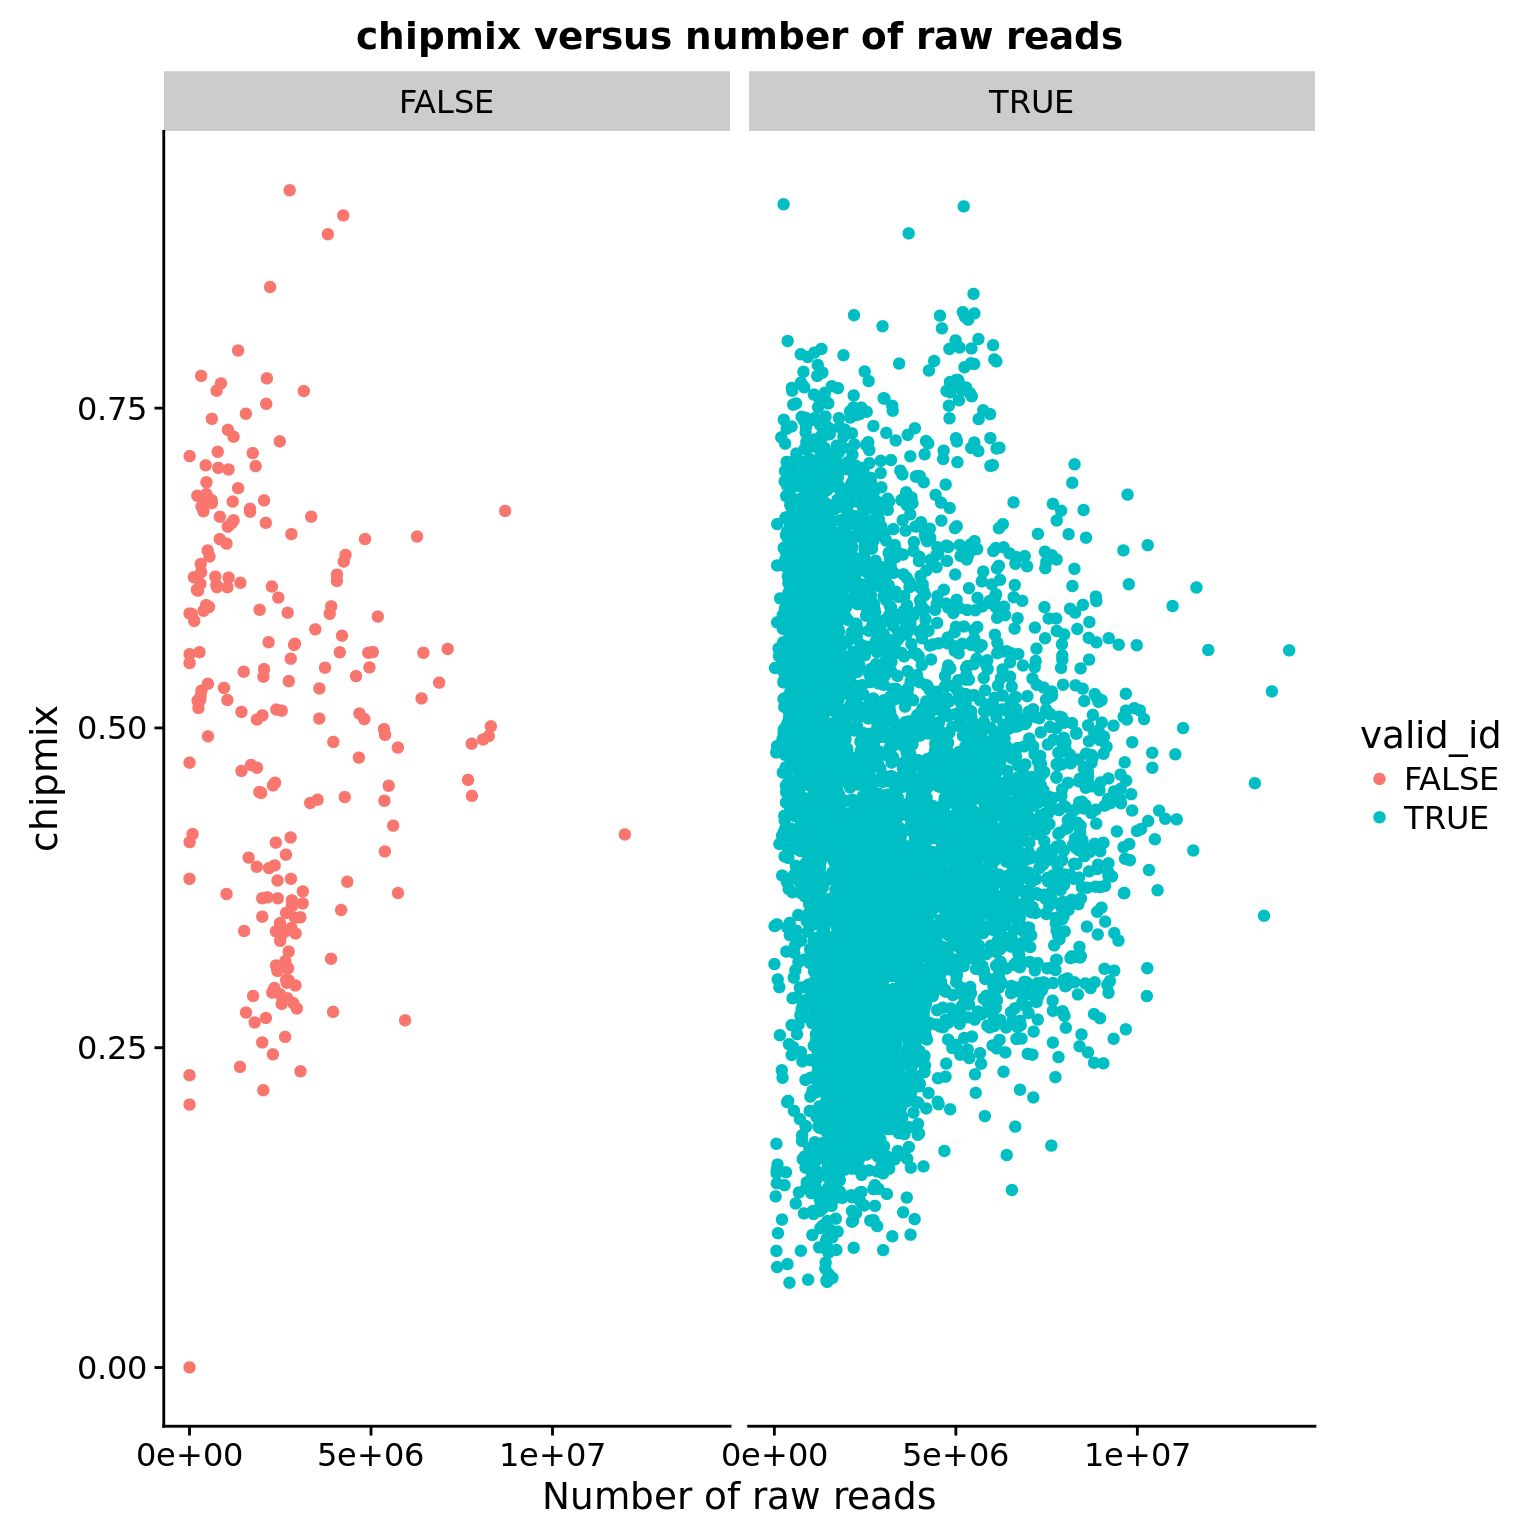 chipmix versus number of raw reads
FALSE
TRUE
chipmix
0.75
0.50
0.25
0.00
0e+00 5e+06 1e+07
0e+00 5e+06 1e+07
Number of raw reads
valid_id
FALSE
TRUE